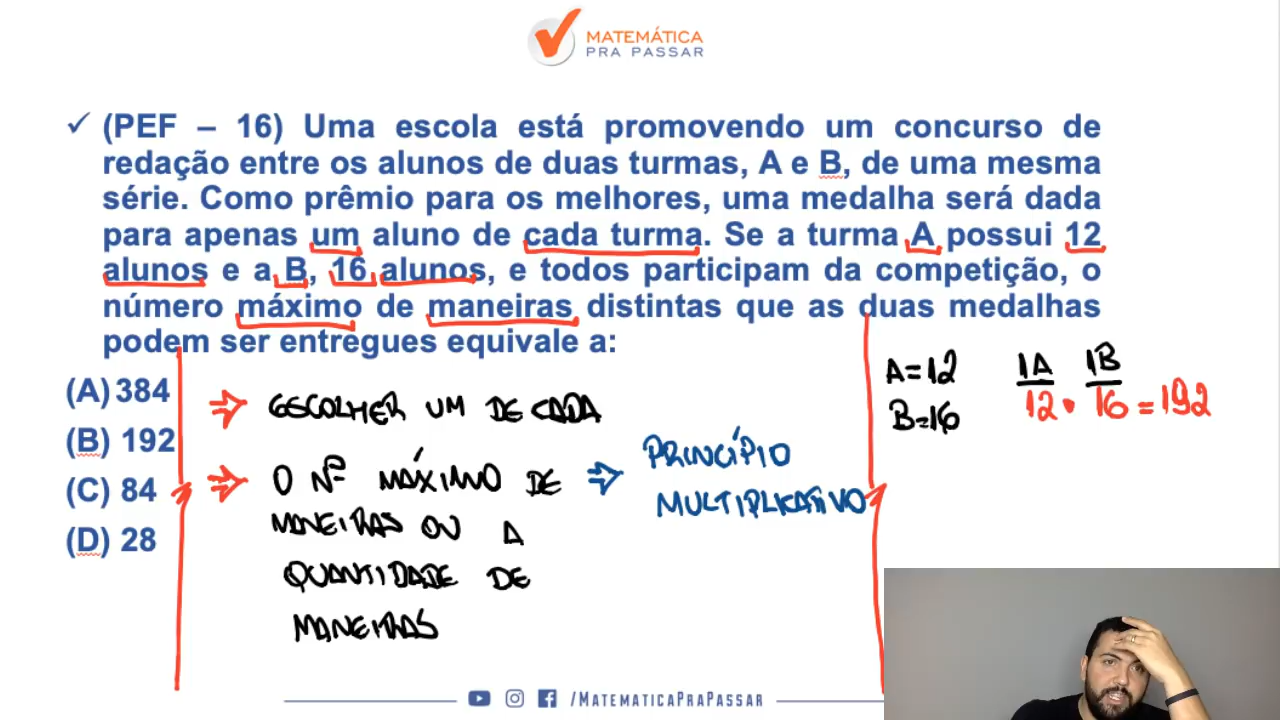 MATEMÁTICA
PRA PASSAR
✓ (PEF – 16) Uma escola está promovendo um concurso de
redação entre os alunos de duas turmas, A e B, de uma mesma
série. Como prêmio para os melhores, uma medalha será dada
para apenas um aluno de cada turma. Se a turma A possui 12
alunos e a B, 16 alunos, e todos participam da competição, o
número máximo de maneiras distintas que as duas medalhas
podem ser entregues equivale a:
(A) 384
(B) 192
(C) 84
(D) 28
⇒ ESCOLHER UM DE CADA
⇒ O Nº MÁXIMO DE
MANEIRAS OU A
QUANTIDADE DE
MANEIRAS
⇒ PRINCÍPIO
MULTIPLICATIVO
A=12
B=16
1A 1B
12 • 16 = 192
/MATEMATICAPRAPASSAR